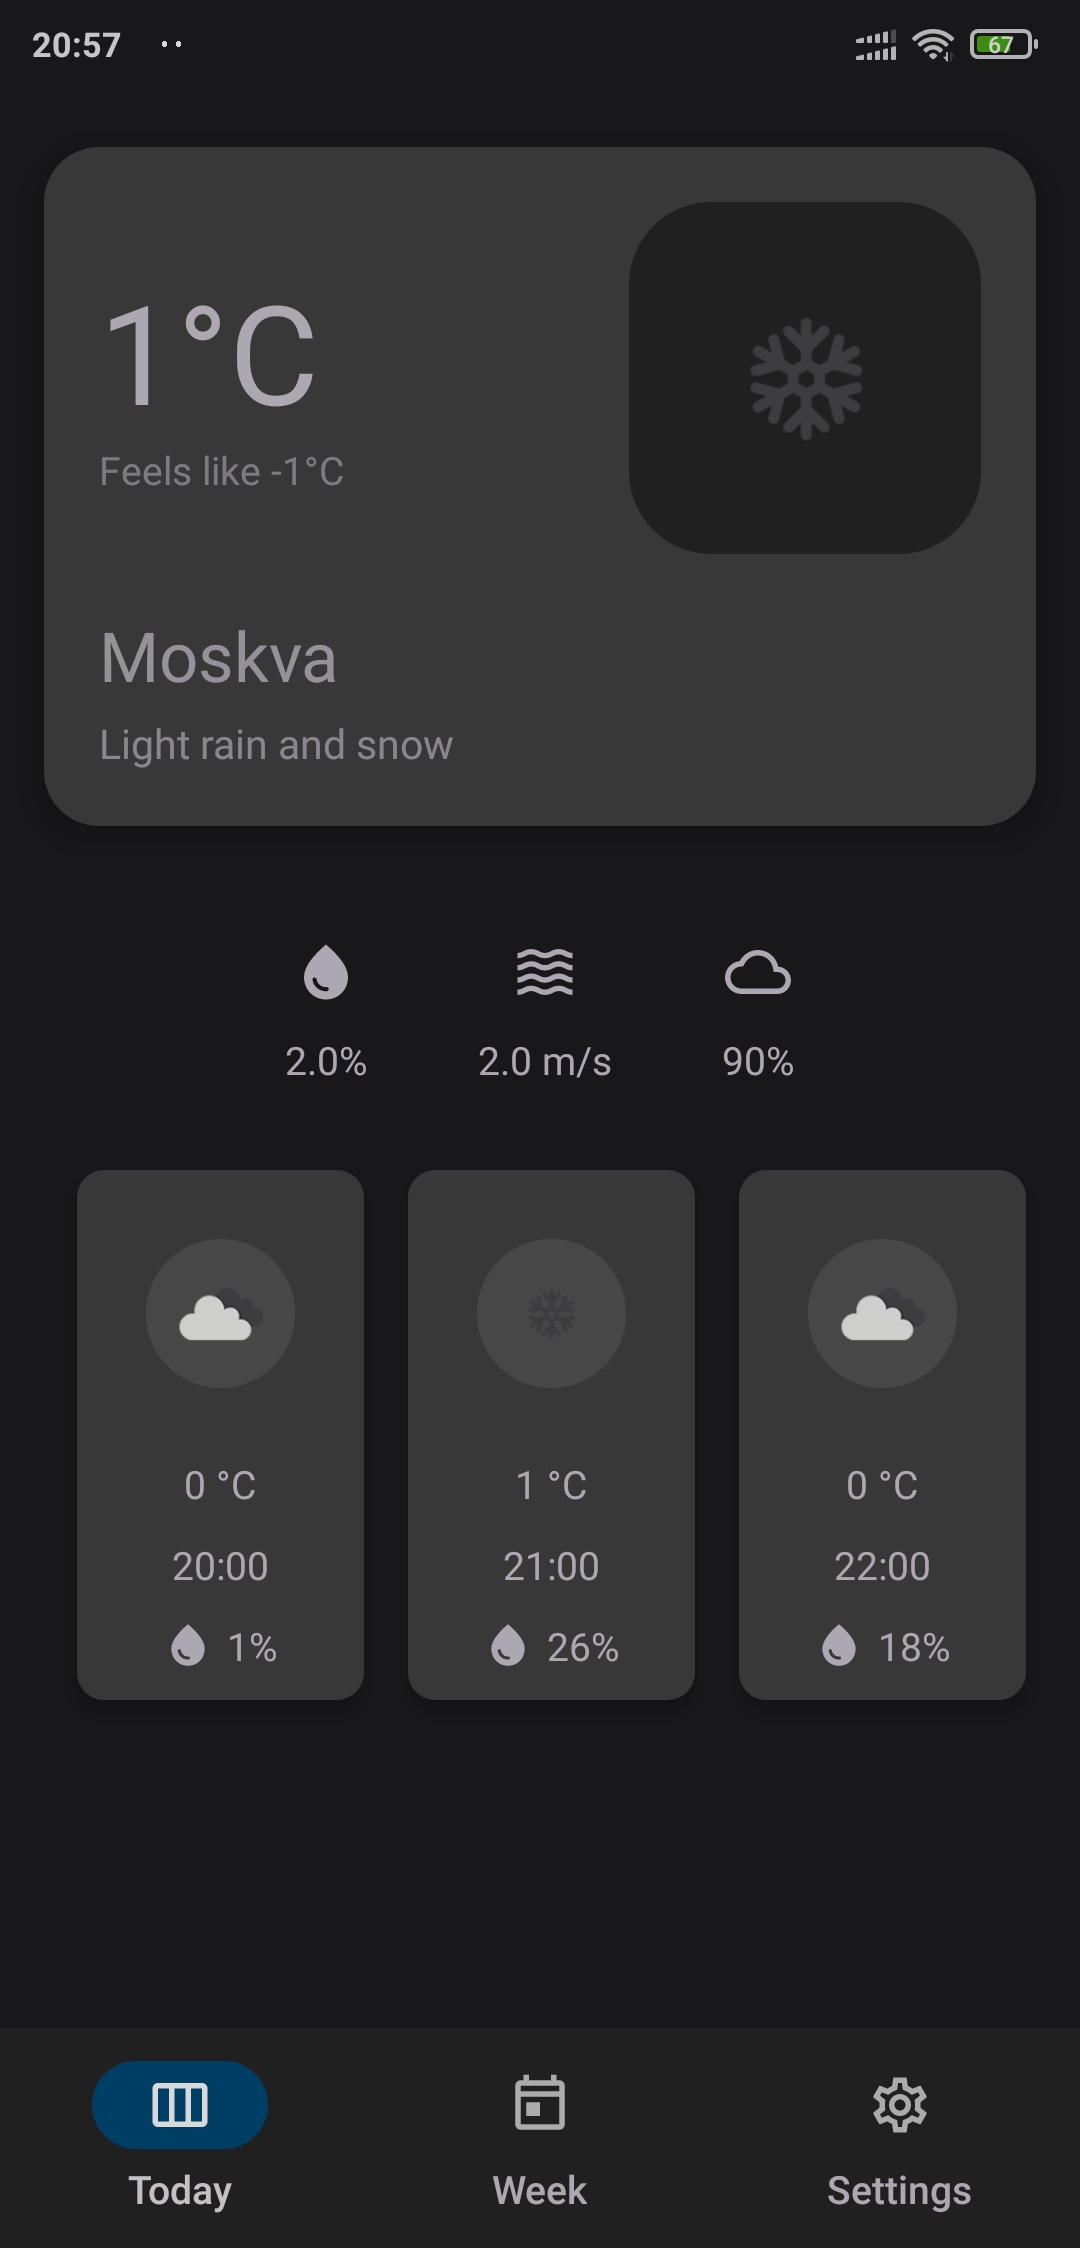 20:57
67
1°C
Feels like -1°C
Moskva
Light rain and snow
2.0% 2.0 m/s 90%
0 °C 1 °C 0 °C
20:00 21:00 22:00
1% 26% 18%
Today Week Settings